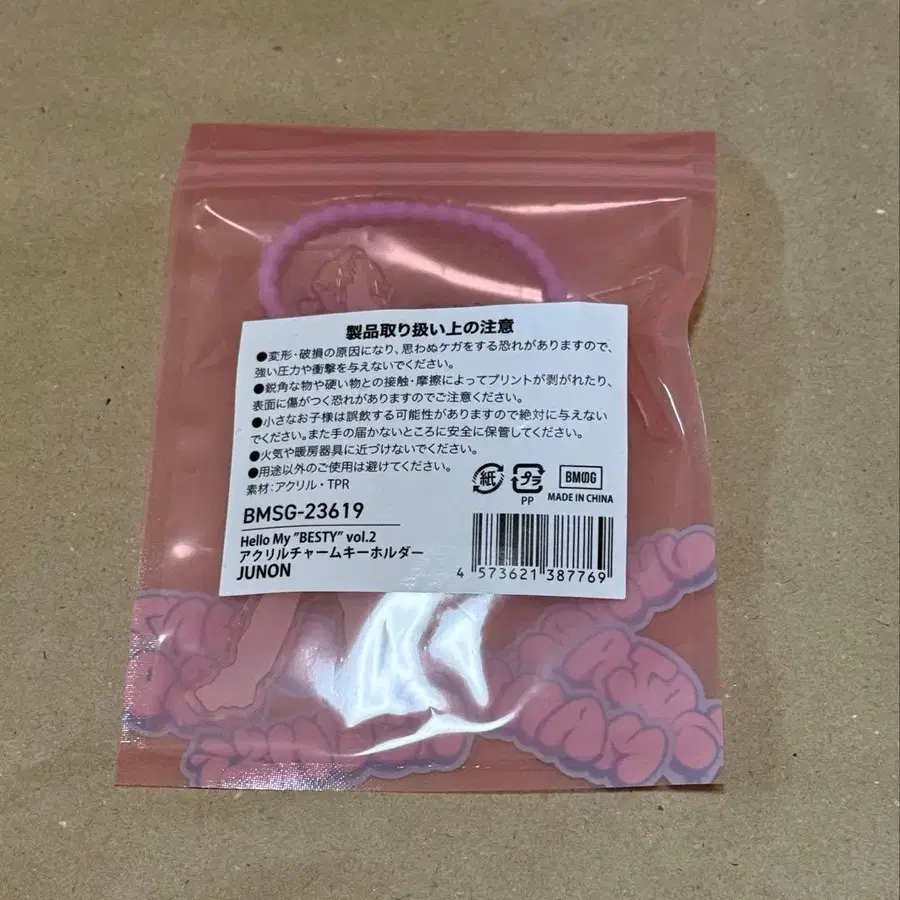 製品取り扱い上の注意
●変形・破損の原因になり、思わぬケガをする恐れがありますので、
強い圧力や衝撃を与えないでください。
●鋭角な物や硬い物との接触・摩擦によってプリントが剥がれたり、
表面に傷がつく恐れがありますのでご注意ください。
●小さなお子様は誤飲する可能性がありますので絶対に与えない
でください。また手の届かないところに安全に保管してください。
●火気や暖房器具に近づけないでください。
●用途以外のご使用は避けてください。
素材:アクリル・TPR
紙
プラ
PP
BMSG
MADE IN CHINA
BMSG-23619
Hello My "BESTY" vol.2
アクリルチャームキーホルダー
JUNON
4 573621 387769